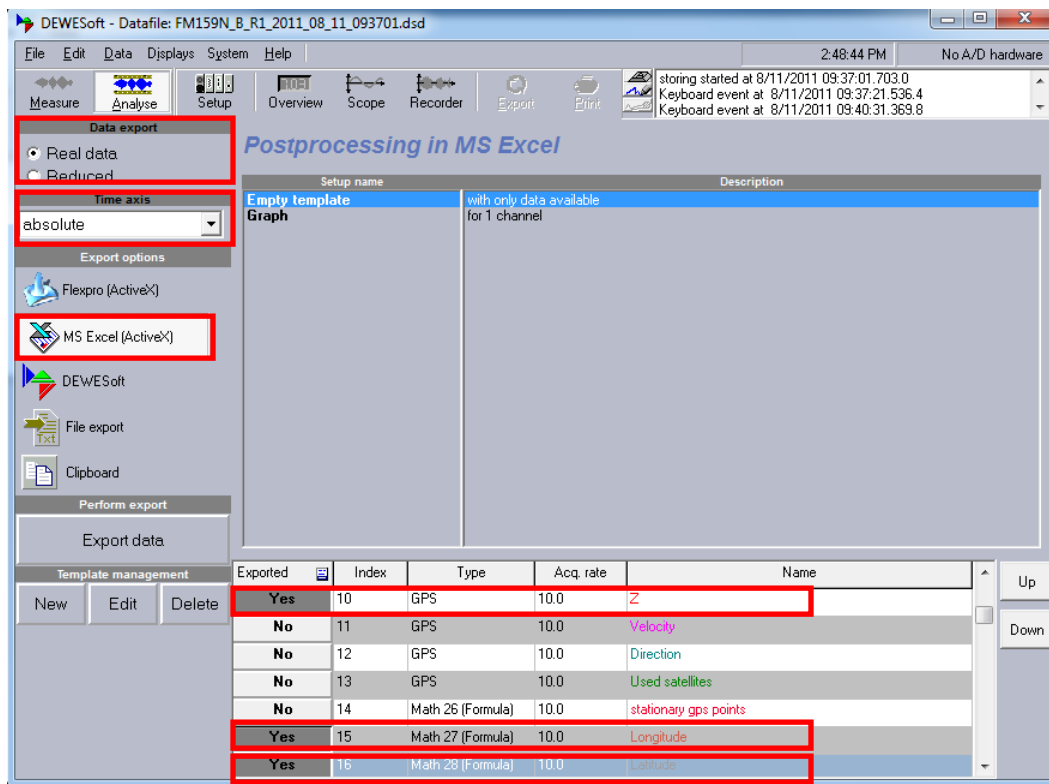 DEWESoft - Datafile: FM159N_B_R1_2011_08_11_093701.dsd
File Edit Data Displays System Help
2:48:44 PM No A/D hardware
Measure Analyse Setup Overview Scope Recorder Export Print
storing started at 8/11/2011 09:37:01.703.0
Keyboard event at 8/11/2011 09:37:21.536.4
Keyboard event at 8/11/2011 09:40:31.369.8
Data export
Real data
Reduced
Time axis
absolute
Export options
Flexpro (ActiveX)
MS Excel (ActiveX)
DEWESoft
File export
Clipboard
Perform export
Export data
Template management
New Edit Delete
Postprocessing in MS Excel
Setup name Description
Empty template with only data available
Graph for 1 channel
Exported Index Type Acq. rate Name
Yes 10 GPS 10.0 Z
No 11 GPS 10.0 Velocity
No 12 GPS 10.0 Direction
No 13 GPS 10.0 Used satellites
No 14 Math 26 (Formula) 10.0 stationary gps points
Yes 15 Math 27 (Formula) 10.0 Longitude
Yes 16 Math 28 (Formula) 10.0 Latitude
Up
Down